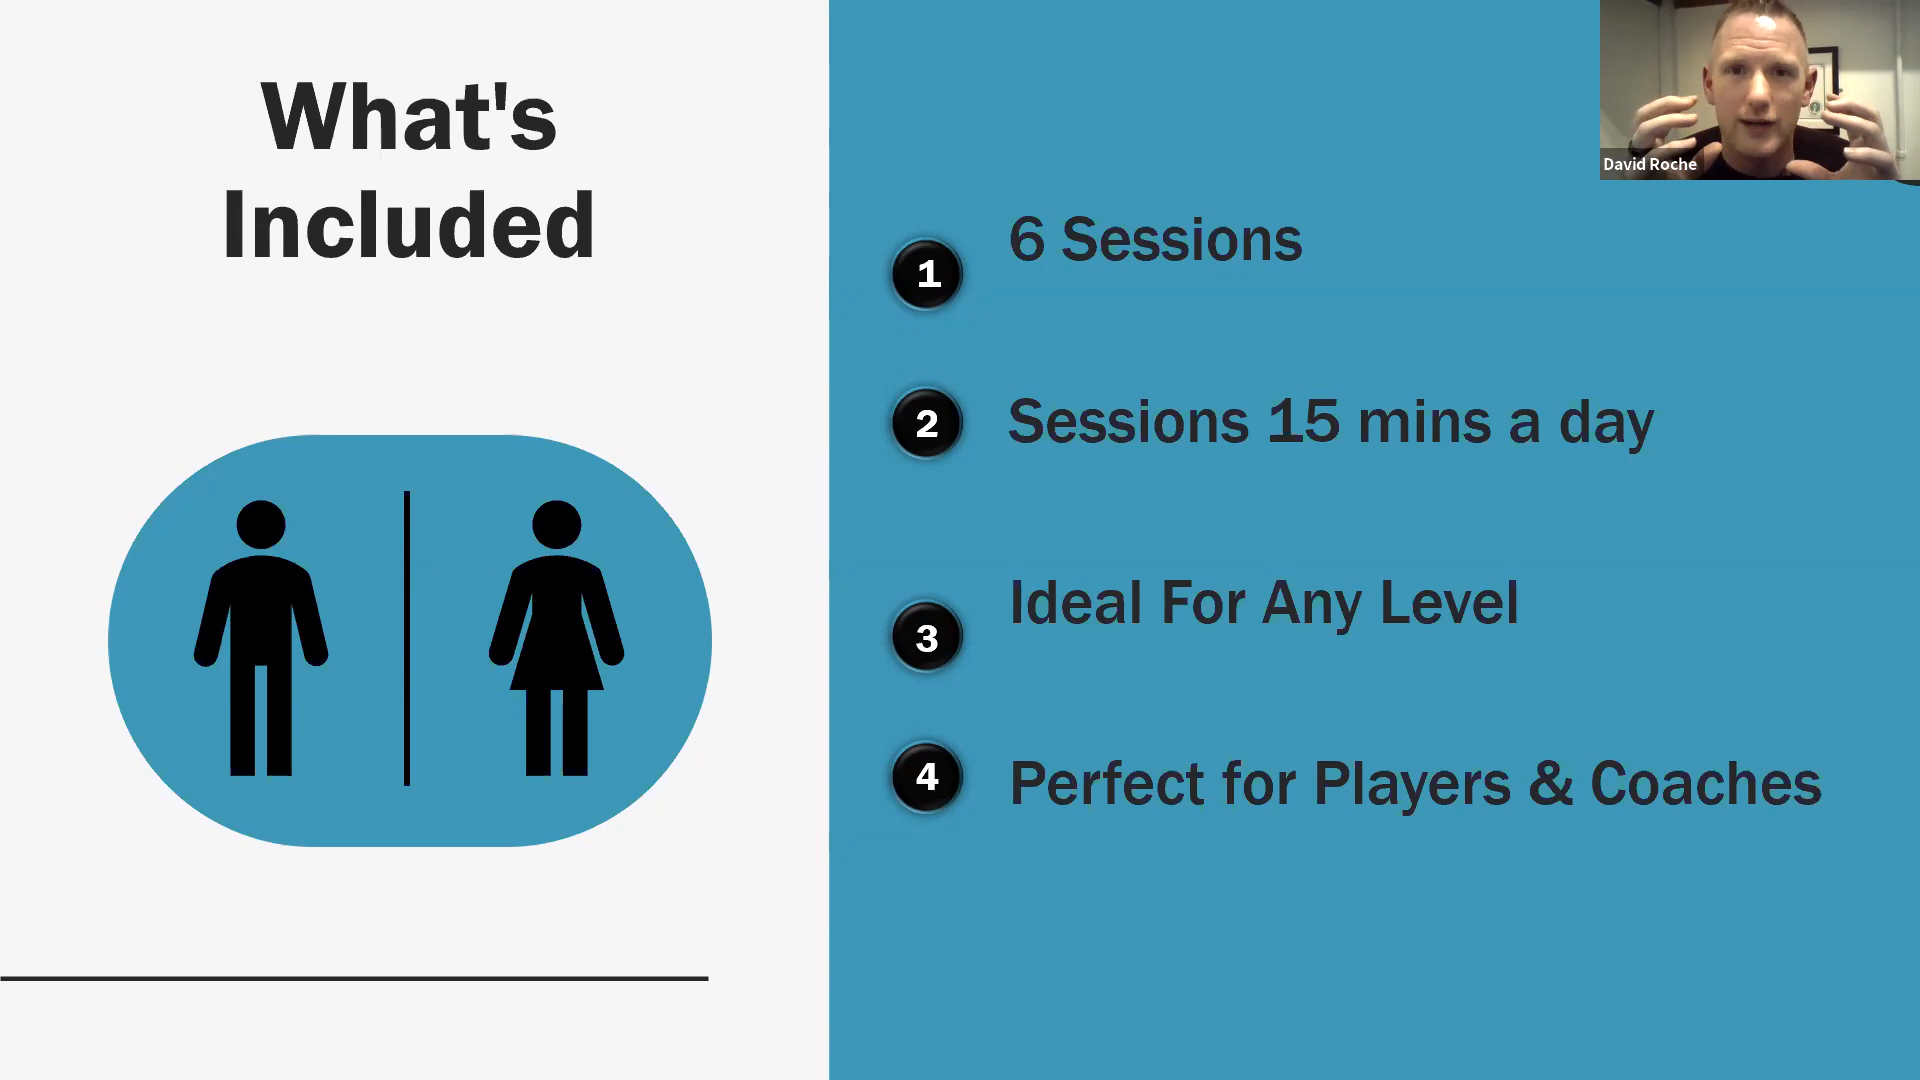 What's
Included
David Roche
1
6 Sessions
2
Sessions 15 mins a day
3
Ideal For Any Level
4
Perfect for Players & Coaches